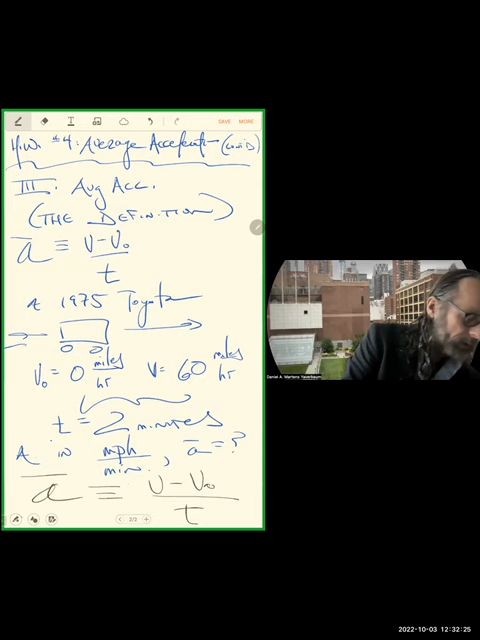 SAVE MORE
H.W. #4: Average Acceleration (cont'd)
III. Avg Acc.
(THE DEFINITION)
a ≡ v - v₀
t
A 1975 Toyota
v₀ = 0 miles/hr v = 60 miles/hr
t = 2 minutes
A in mph/min., a = ?
a ≡ v - v₀
t
2/2
Daniel A. Martens Yaverbaum
2022-10-03 12:32:25